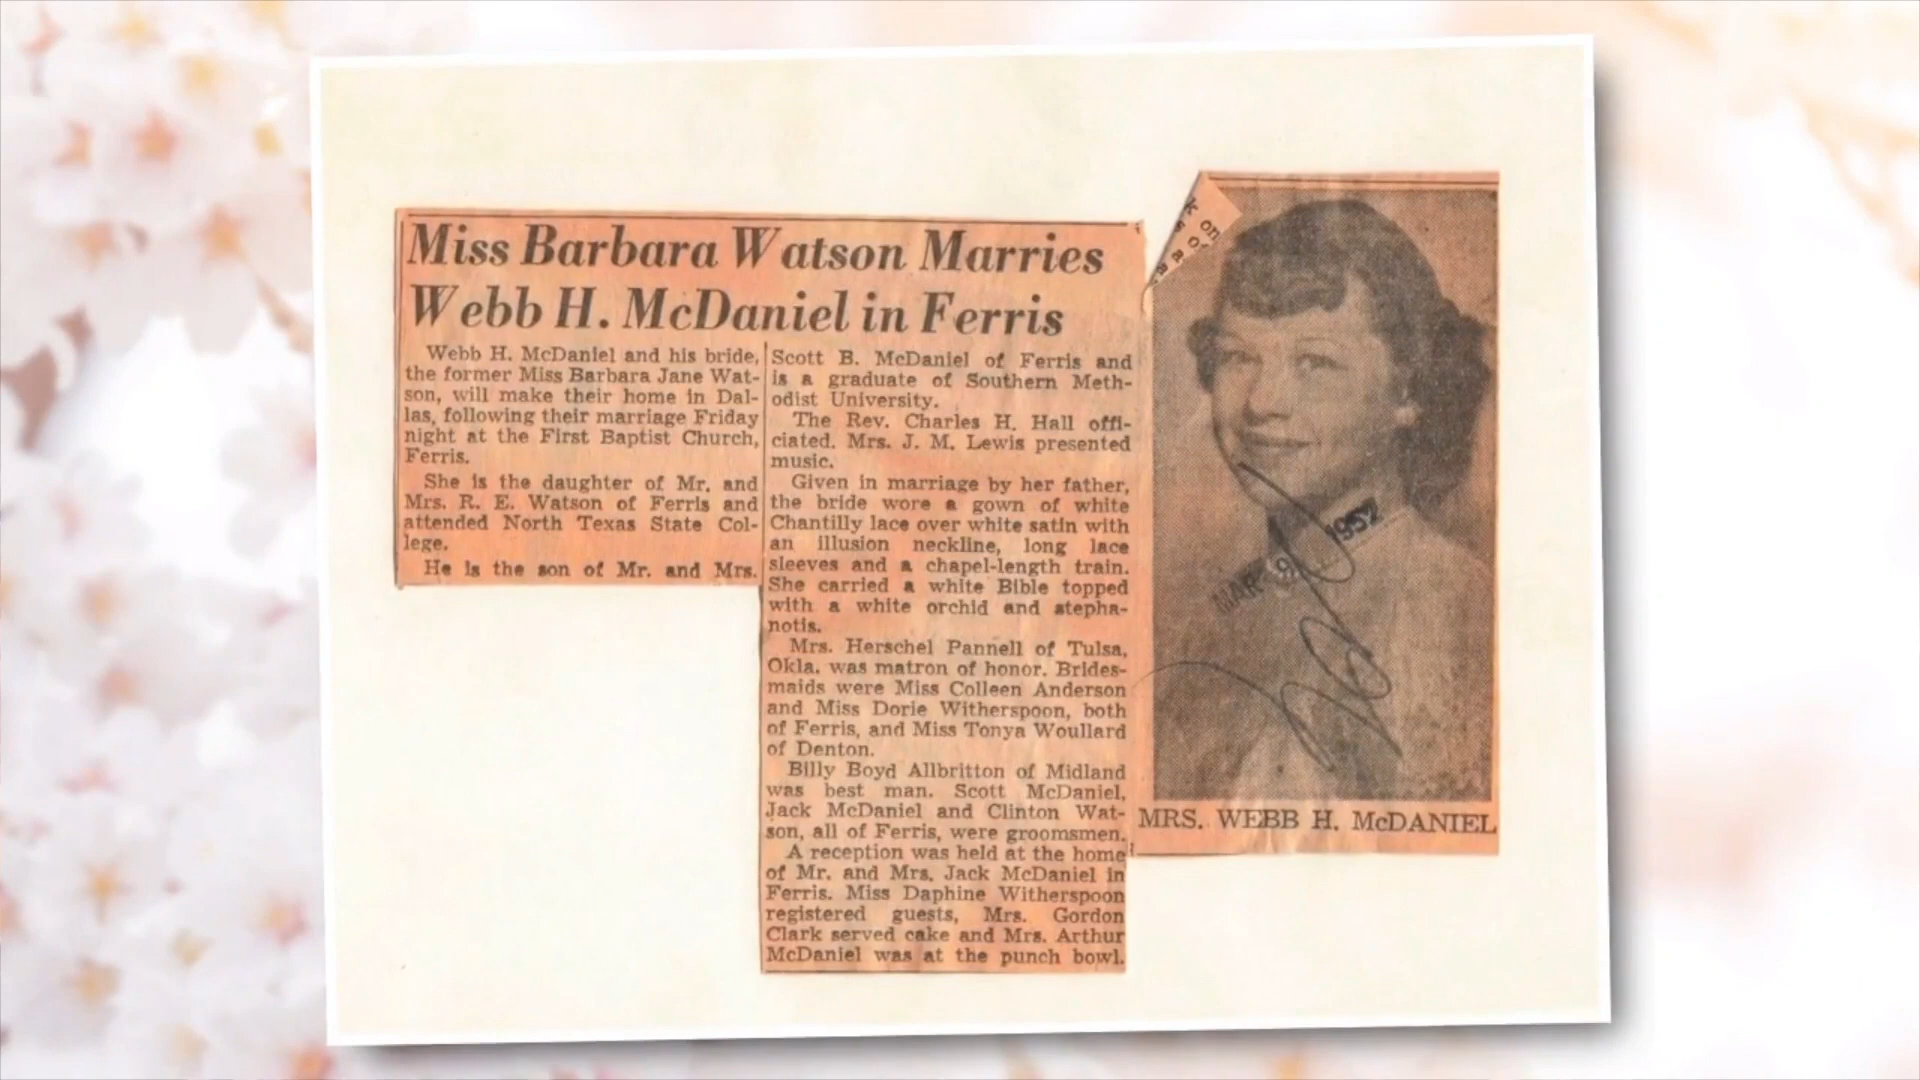 Miss Barbara Watson Marries
Webb H. McDaniel in Ferris
Webb H. McDaniel and his bride,
the former Miss Barbara Jane Wat-
son, will make their home in Dal-
las, following their marriage Friday
night at the First Baptist Church,
Ferris.
She is the daughter of Mr. and
Mrs. R. E. Watson of Ferris and
attended North Texas State Col-
lege.
He is the son of Mr. and Mrs.
Scott B. McDaniel of Ferris and
is a graduate of Southern Meth-
odist University.
The Rev. Charles H. Hall offi-
ciated. Mrs. J. M. Lewis presented
music.
Given in marriage by her father,
the bride wore a gown of white
Chantilly lace over white satin with
an illusion neckline, long lace
sleeves and a chapel-length train.
She carried a white Bible topped
with a white orchid and stepha-
notis.
Mrs. Herschel Pannell of Tulsa,
Okla. was matron of honor. Brides-
maids were Miss Colleen Anderson
and Miss Dorie Witherspoon, both
of Ferris, and Miss Tonya Woullard
of Denton.
Billy Boyd Allbritton of Midland
was best man. Scott McDaniel,
Jack McDaniel and Clinton Wat-
son, all of Ferris, were groomsmen.
A reception was held at the home
of Mr. and Mrs. Jack McDaniel in
Ferris. Miss Daphine Witherspoon
registered guests, Mrs. Gordon
Clark served cake and Mrs. Arthur
McDaniel was at the punch bowl.
MAR 1952
MRS. WEBB H. McDANIEL